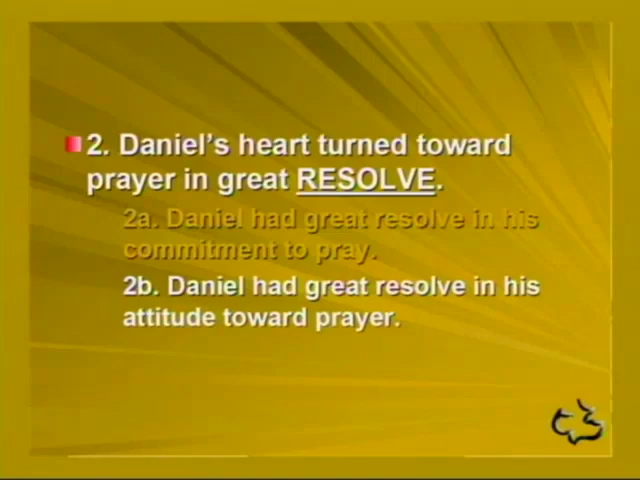 2. Daniel's heart turned toward
prayer in great RESOLVE.
2a. Daniel had great resolve in his
commitment to pray.
2b. Daniel had great resolve in his
attitude toward prayer.